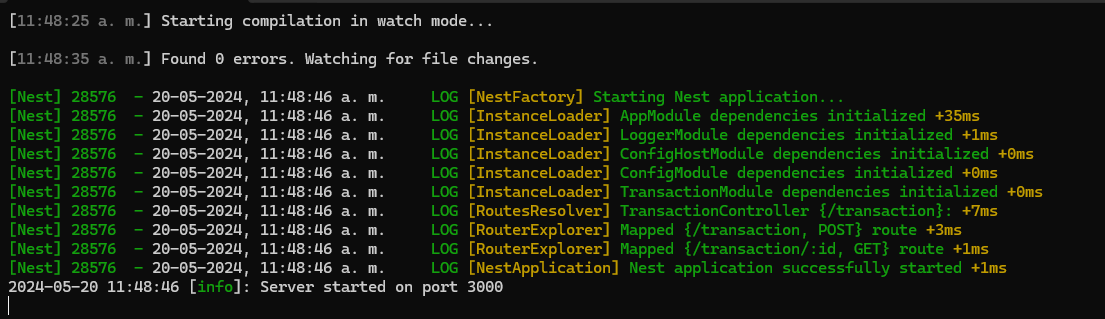 [11:48:25 a. m.] Starting compilation in watch mode...
[11:48:35 a. m.] Found 0 errors. Watching for file changes.
[Nest] 28576  - 20-05-2024, 11:48:46 a. m.     LOG [NestFactory] Starting Nest application...
[Nest] 28576  - 20-05-2024, 11:48:46 a. m.     LOG [InstanceLoader] AppModule dependencies initialized +35ms
[Nest] 28576  - 20-05-2024, 11:48:46 a. m.     LOG [InstanceLoader] LoggerModule dependencies initialized +1ms
[Nest] 28576  - 20-05-2024, 11:48:46 a. m.     LOG [InstanceLoader] ConfigHostModule dependencies initialized +0ms
[Nest] 28576  - 20-05-2024, 11:48:46 a. m.     LOG [InstanceLoader] ConfigModule dependencies initialized +0ms
[Nest] 28576  - 20-05-2024, 11:48:46 a. m.     LOG [InstanceLoader] TransactionModule dependencies initialized +0ms
[Nest] 28576  - 20-05-2024, 11:48:46 a. m.     LOG [RoutesResolver] TransactionController {/transaction}: +7ms
[Nest] 28576  - 20-05-2024, 11:48:46 a. m.     LOG [RouterExplorer] Mapped {/transaction, POST} route +3ms
[Nest] 28576  - 20-05-2024, 11:48:46 a. m.     LOG [RouterExplorer] Mapped {/transaction/:id, GET} route +1ms
[Nest] 28576  - 20-05-2024, 11:48:46 a. m.     LOG [NestApplication] Nest application successfully started +1ms
2024-05-20 11:48:46 [info]: Server started on port 3000